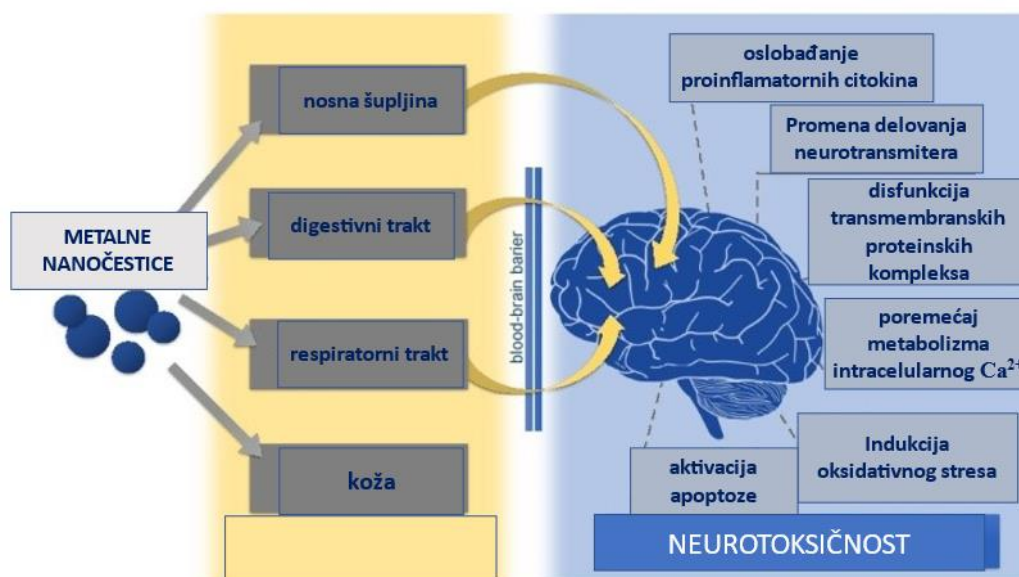 METALNE
NANOČESTICE
nosna šupljina
digestivni trakt
respiratorni trakt
koža
blood-brain barier
oslobađanje
proinflamatornih citokina
Promena delovanja
neurotransmitera
disfunkcija
transmembranskih
proteinskih
kompleksa
poremećaj
metabolizma
intracelularnog Ca²⁺
Indukcija
oksidativnog stresa
aktivacija
apoptoze
NEUROTOKSIČNOST